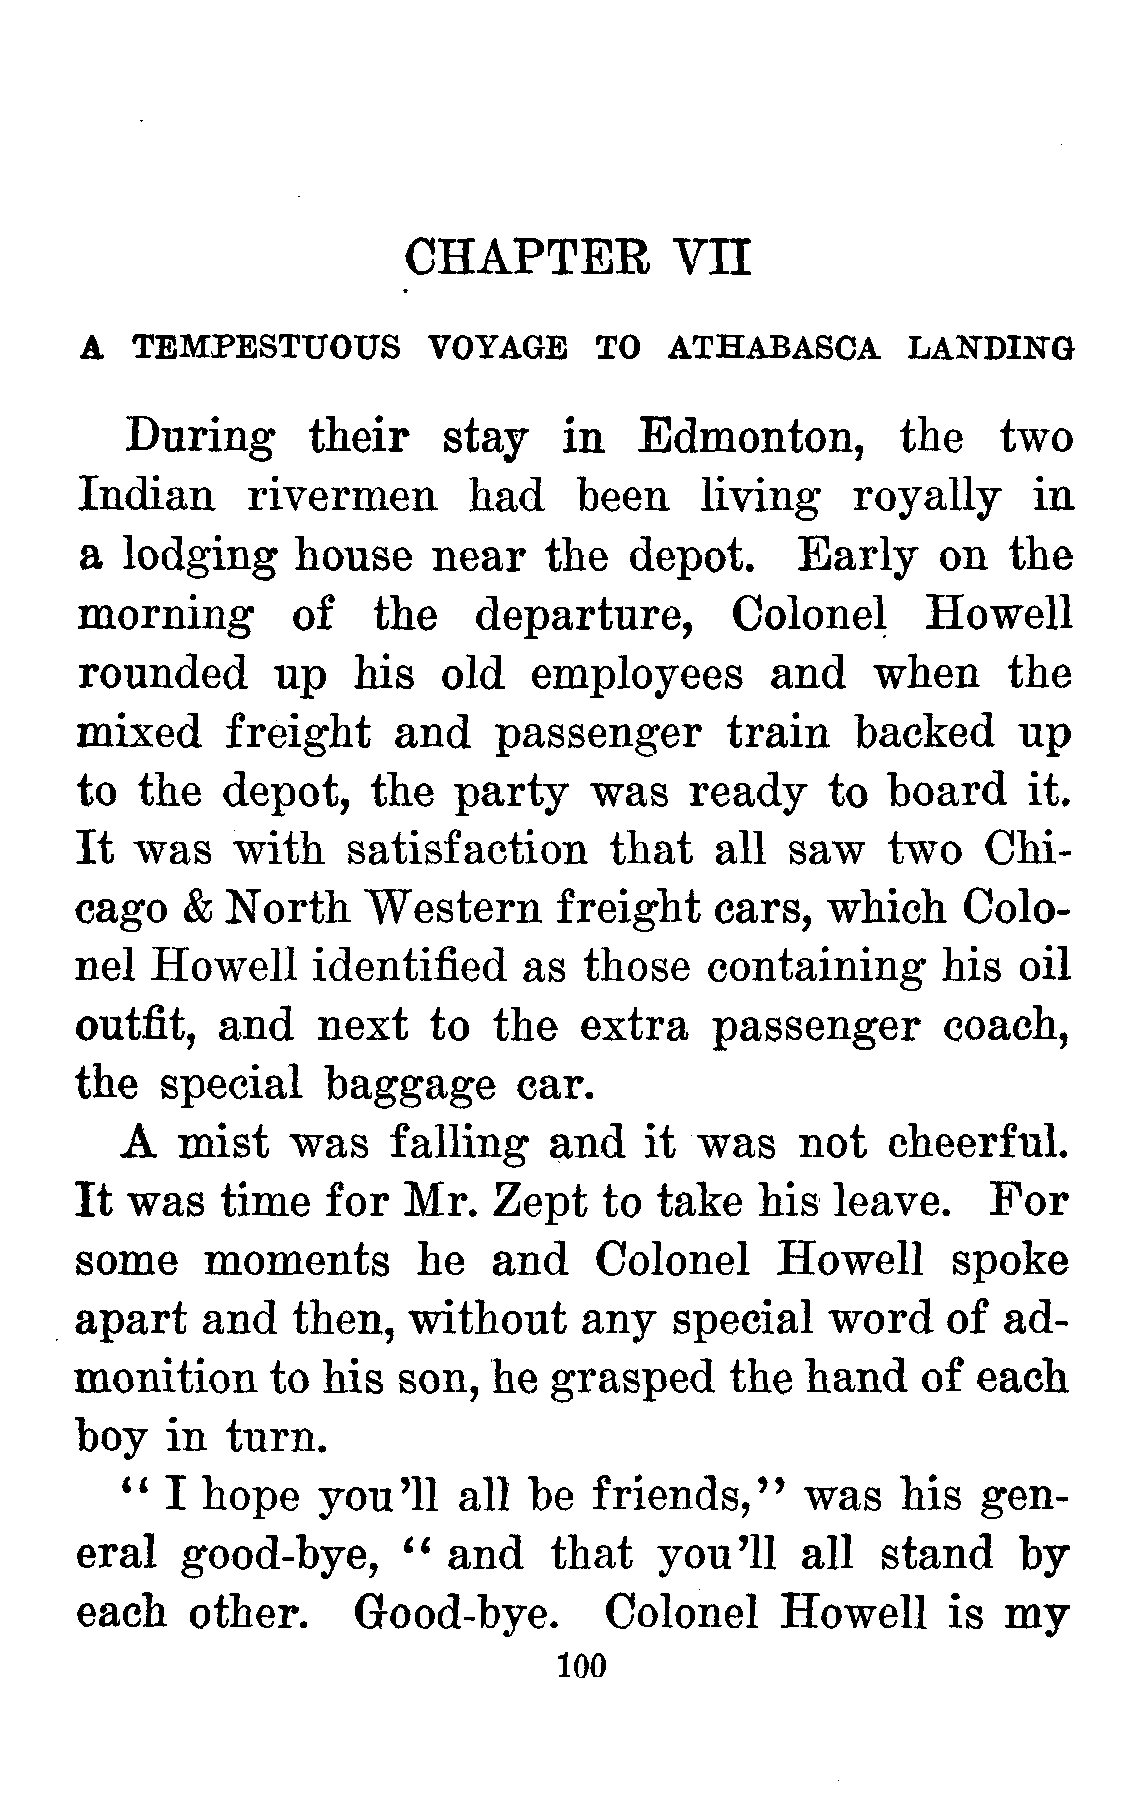 CHAPTER VII
A TEMPESTUOUS VOYAGE TO ATHABASCA LANDING
During their stay in Edmonton, the two
Indian rivermen had been living royally in
a lodging house near the depot. Early on the
morning of the departure, Colonel Howell
rounded up his old employees and when the
mixed freight and passenger train backed up
to the depot, the party was ready to board it.
It was with satisfaction that all saw two Chi-
cago & North Western freight cars, which Colo-
nel Howell identified as those containing his oil
outfit, and next to the extra passenger coach,
the special baggage car.
A mist was falling and it was not cheerful.
It was time for Mr. Zept to take his leave. For
some moments he and Colonel Howell spoke
apart and then, without any special word of ad-
monition to his son, he grasped the hand of each
boy in turn.
“ I hope you’ll all be friends,” was his gen-
eral good-bye, “ and that you’ll all stand by
each other. Good-bye. Colonel Howell is my
100